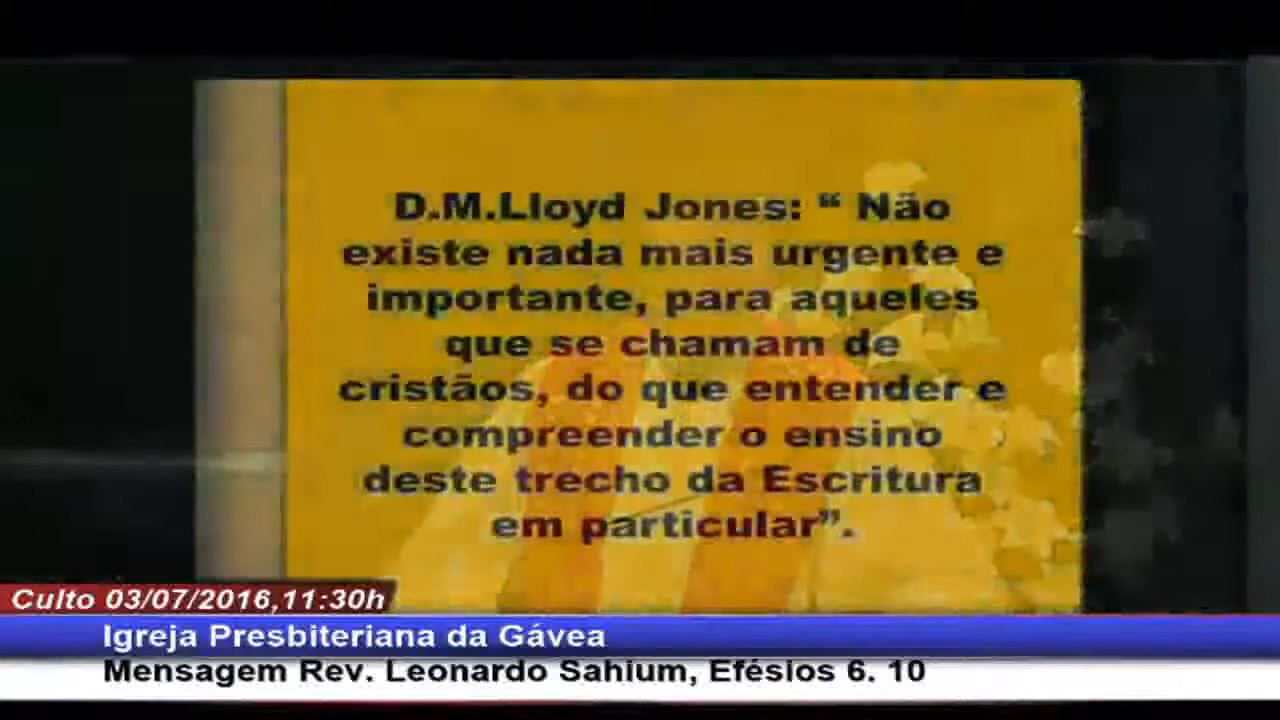 D.M.Lloyd Jones: “ Não
existe nada mais urgente e
importante, para aqueles
que se chamam de
cristãos, do que entender e
compreender o ensino
deste trecho da Escritura
em particular”.
Culto 03/07/2016,11:30h
Igreja Presbiteriana da Gávea
Mensagem Rev. Leonardo Sahium, Efésios 6. 10